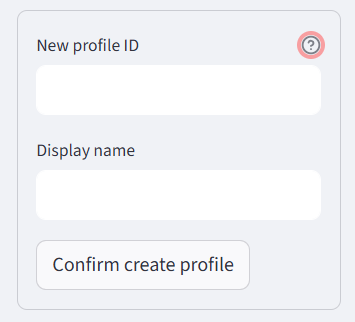 New profile ID
Display name
Confirm create profile